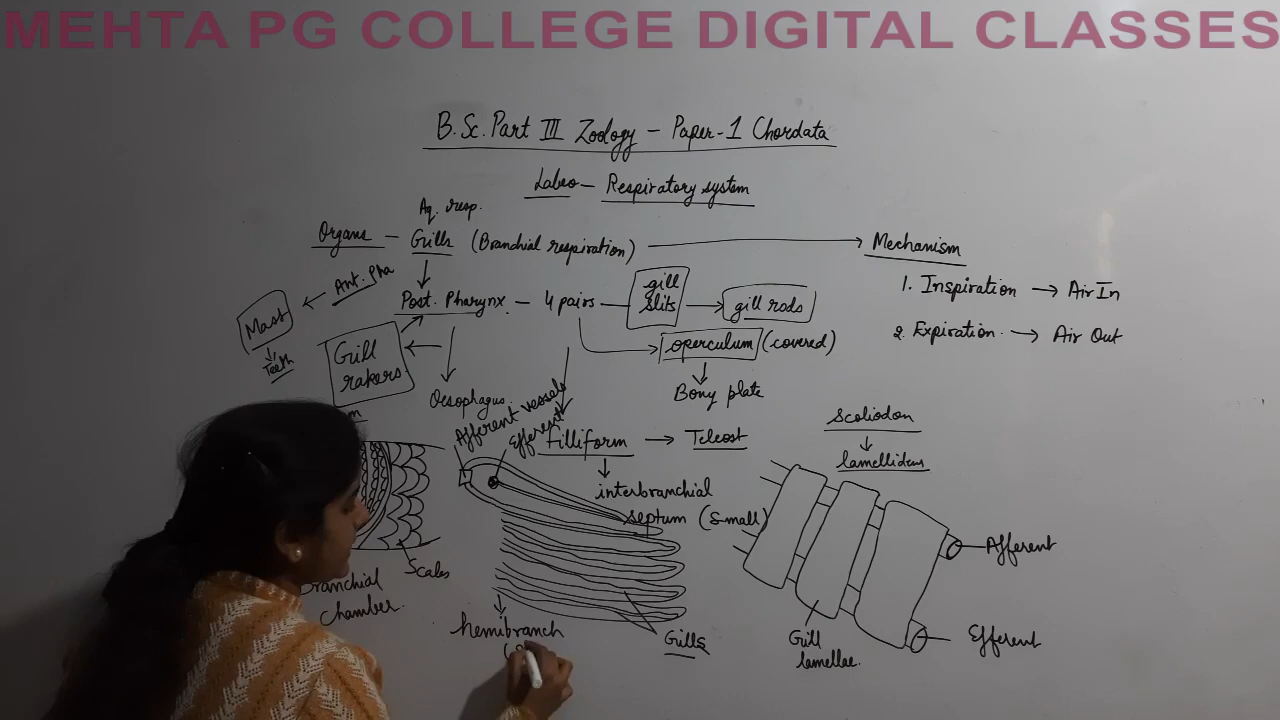 MEHTA PG COLLEGE DIGITAL CLASSES
B.Sc. Part III Zoology - Paper-1 Chordata
Labeo - Respiratory system
Aq. resp.
Organs - Gills (Branchial respiration) → Mechanism
1. Inspiration → Air In
2. Expiration. → Air Out
Ant. Pha
Mast
Teeth
Post. Pharynx - 4 pairs
gill
slits
gill rods
operculum (covered)
Bony plate
Gill
rakers.
Oesophagus.
Afferent vessels
Efferent
Filliform → Teleost
interbranchial
septum (Small)
Scoliodon
lamellideus
Afferent
Efferent
Gill
lamellae.
Scales
Branchial
chamber.
hemibranch
Gills